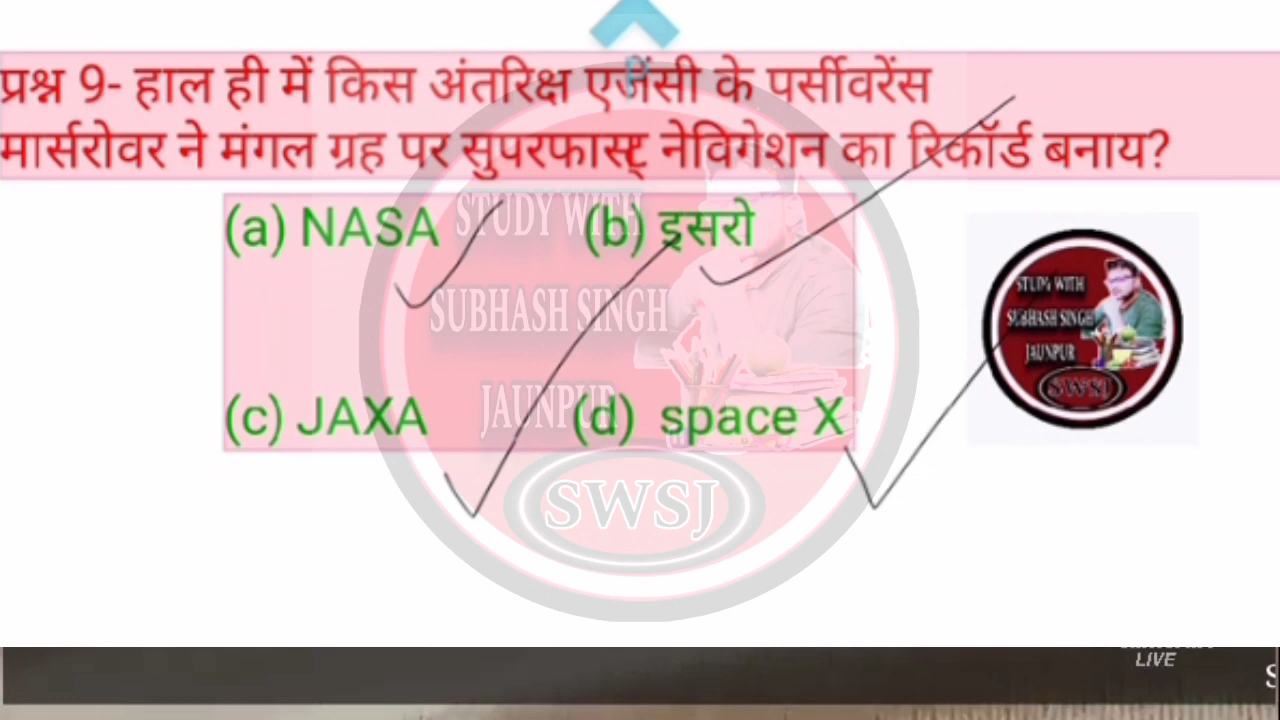 प्रश्न 9- हाल ही में किस अंतरिक्ष एजेंसी के पर्सीवरेंस
मार्सरोवर ने मंगल ग्रह पर सुपरफास्ट नेविगेशन का रिकॉर्ड बनाय?
(a) NASA (b) इसरो
(c) JAXA (d) space X
STUDY WITH
SUBHASH SINGH
JAUNPUR
SWSJ
STUDY WITH
SUBHASH SINGH
JAUNPUR
SWSJ
LIVE
S